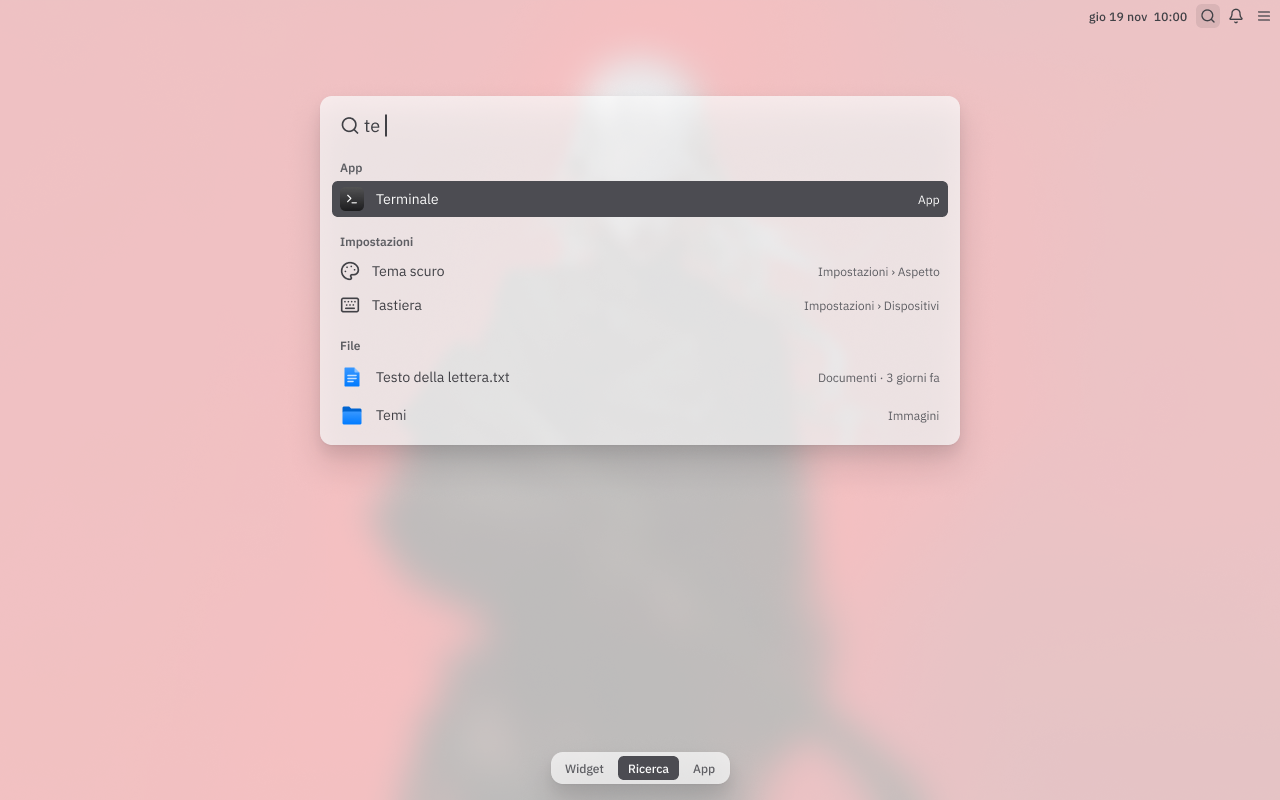 gio 19 nov 10:00
te
App
Terminale App
Impostazioni
Tema scuro Impostazioni › Aspetto
Tastiera Impostazioni › Dispositivi
File
Testo della lettera.txt Documenti · 3 giorni fa
Temi Immagini
Widget Ricerca App